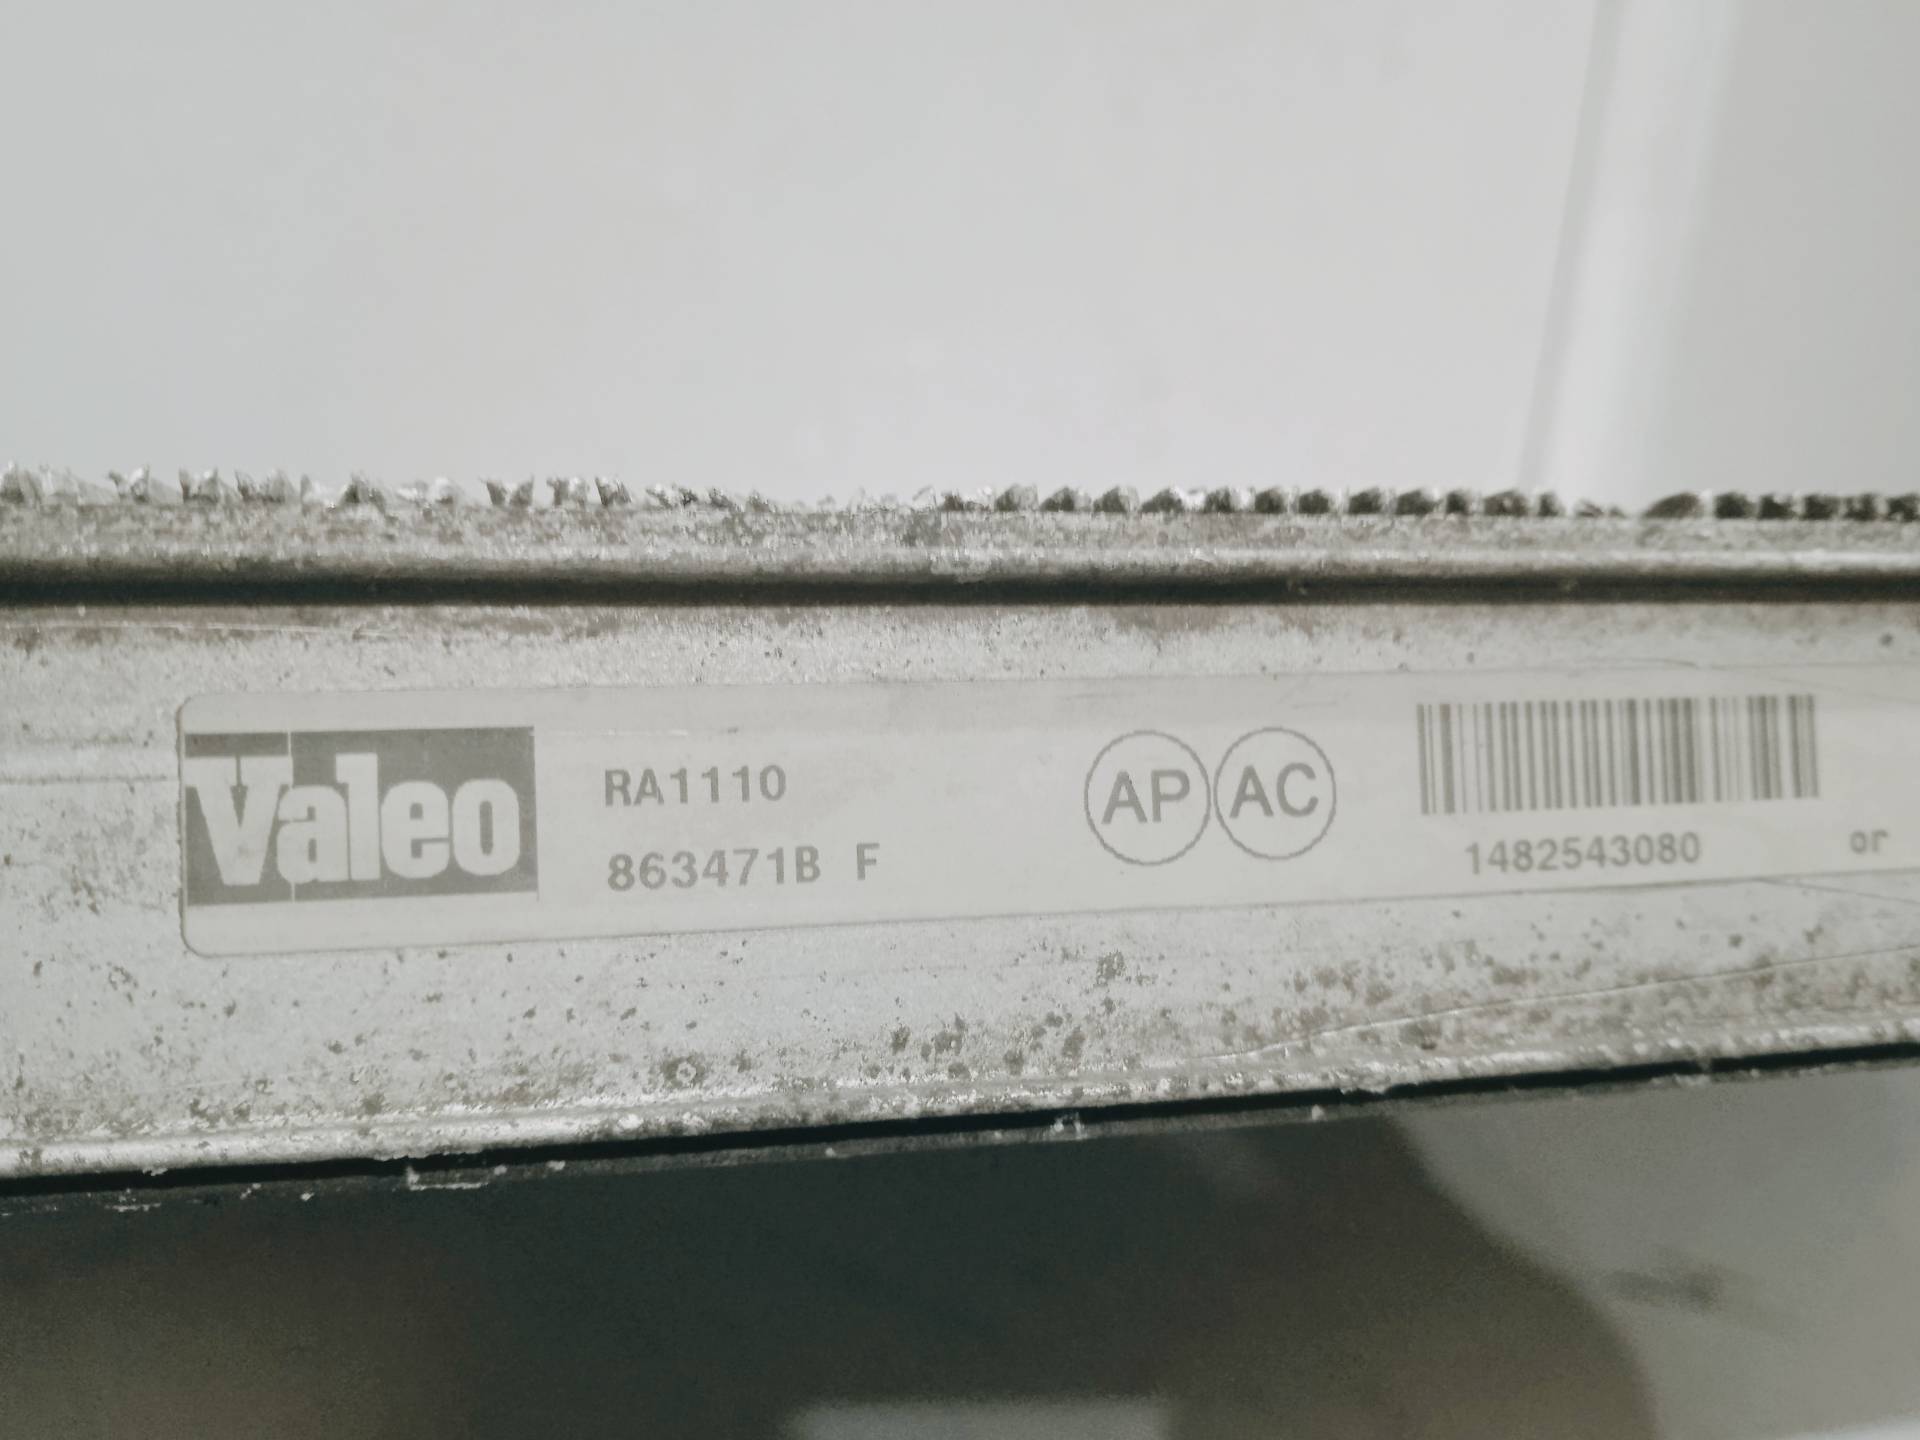 Valeo
RA1110
863471B F
AP AC
1482543080
or